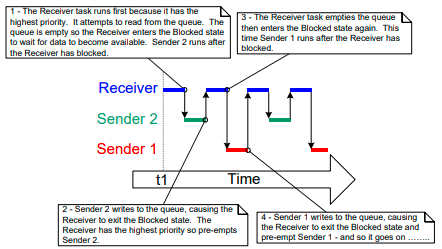 1 - The Receiver task runs first because it has the
highest priority. It attempts to read from the queue. The
queue is empty so the Receiver enters the Blocked state
to wait for data to become available. Sender 2 runs after
the Receiver has blocked.
3 - The Receiver task empties the queue
then enters the Blocked state again. This
time Sender 1 runs after the Receiver has
blocked.
Receiver
Sender 2
Sender 1
t1
Time
2 - Sender 2 writes to the queue, causing the
Receiver to exit the Blocked state. The
Receiver has the highest priority so pre-empts
Sender 2.
4 - Sender 1 writes to the queue, causing
the Receiver to exit the Blocked state and
pre-empt Sender 1 - and so it goes on ........